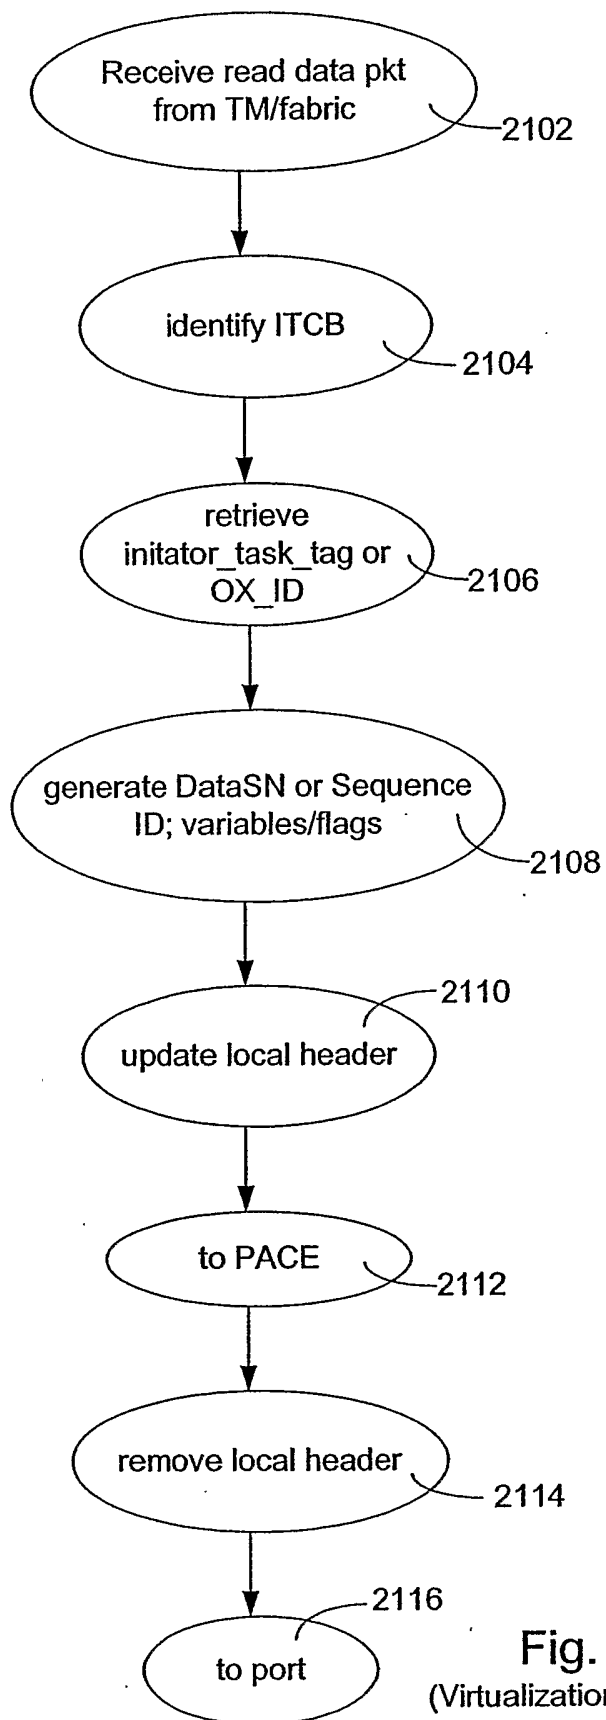 Receive read data pkt
from TM/fabric
2102
identify ITCB
2104
retrieve
initator_task_tag or
OX_ID
2106
generate DataSN or Sequence
ID; variables/flags
2108
2110
update local header
to PACE
2112
remove local header
2114
2116
to port
Fig.
(Virtualization